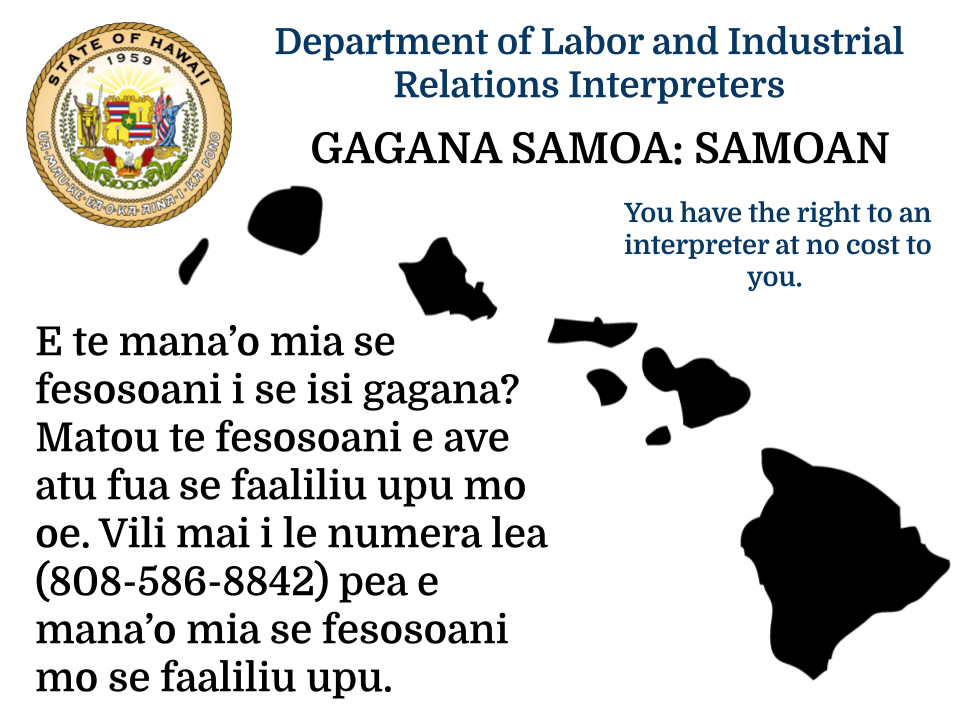 STATE OF HAWAII
1959
UA MAU KE EA O KA AINA I KA PONO
Department of Labor and Industrial
Relations Interpreters
GAGANA SAMOA: SAMOAN
You have the right to an
interpreter at no cost to
you.
E te mana’o mia se
fesosoani i se isi gagana?
Matou te fesosoani e ave
atu fua se faaliliu upu mo
oe. Vili mai i le numera lea
(808-586-8842) pea e
mana’o mia se fesosoani
mo se faaliliu upu.